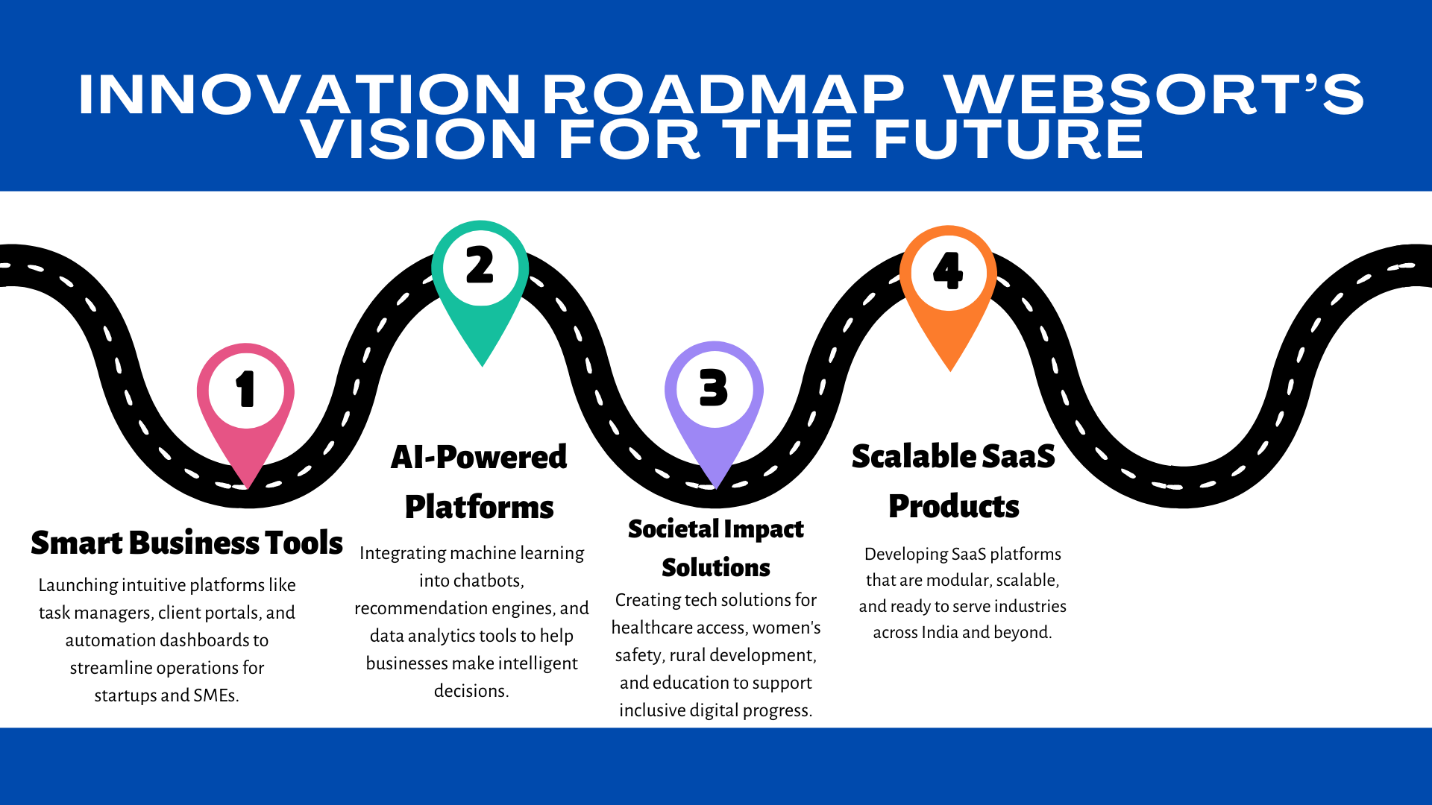 INNOVATION ROADMAP WEBSORT’S
VISION FOR THE FUTURE
1
Smart Business Tools
Launching intuitive platforms like
task managers, client portals, and
automation dashboards to
streamline operations for
startups and SMEs.
2
AI-Powered
Platforms
Integrating machine learning
into chatbots,
recommendation engines, and
data analytics tools to help
businesses make intelligent
decisions.
3
Societal Impact
Solutions
Creating tech solutions for
healthcare access, women's
safety, rural development,
and education to support
inclusive digital progress.
4
Scalable SaaS
Products
Developing SaaS platforms
that are modular, scalable,
and ready to serve industries
across India and beyond.